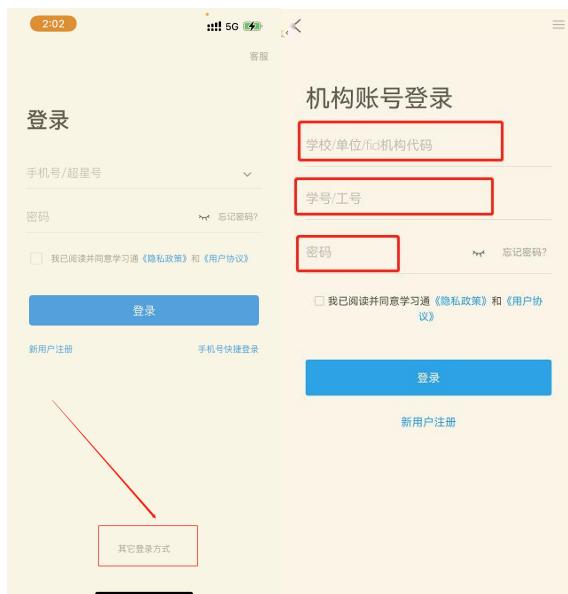 2:02
5G
客服
登录
手机号/超星号
密码
忘记密码?
我已阅读并同意学习通《隐私政策》和《用户协议》
登录
新用户注册
手机号快捷登录
其它登录方式
机构账号登录
学校/单位/fid机构代码
学号/工号
密码
忘记密码?
我已阅读并同意学习通《隐私政策》和《用户协
议》
登录
新用户注册